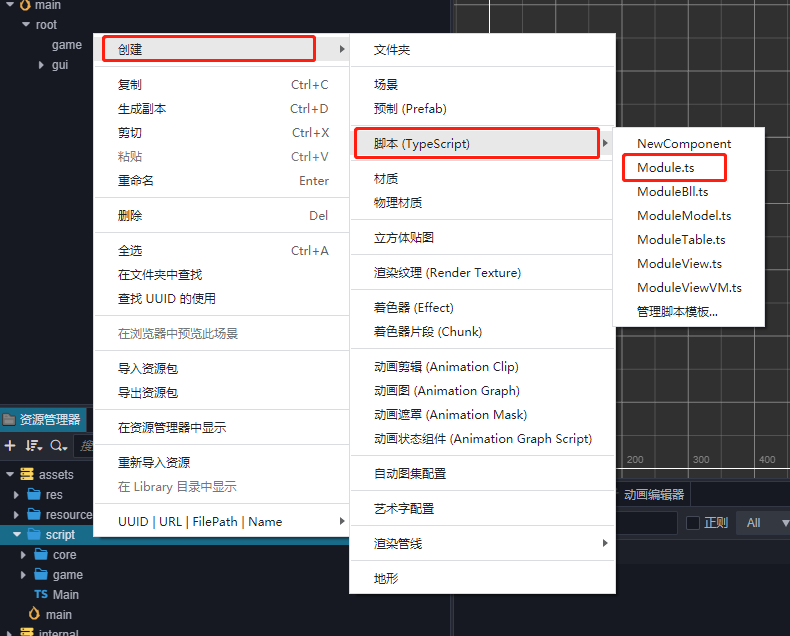 main
root
game
gui
创建
复制 Ctrl+C
生成副本 Ctrl+D
剪切 Ctrl+X
粘贴 Ctrl+V
重命名 Enter
删除 Del
全选 Ctrl+A
在文件夹中查找
查找 UUID 的使用
在浏览器中预览此场景
导入资源包
导出资源包
在资源管理器中显示
重新导入资源
在 Library 目录中显示
UUID | URL | FilePath | Name
文件夹
场景
预制 (Prefab)
脚本 (TypeScript)
材质
物理材质
立方体贴图
渲染纹理 (Render Texture)
着色器 (Effect)
着色器片段 (Chunk)
动画剪辑 (Animation Clip)
动画图 (Animation Graph)
动画遮罩 (Animation Mask)
动画状态组件 (Animation Graph Script)
自动图集配置
艺术字配置
渲染管线
地形
NewComponent
Module.ts
ModuleBll.ts
ModuleModel.ts
ModuleTable.ts
ModuleView.ts
ModuleViewVM.ts
管理脚本模板...
200 300 400
动画编辑器
正则 All
资源管理器
assets
res
resource
script
core
game
TS Main
main
internal